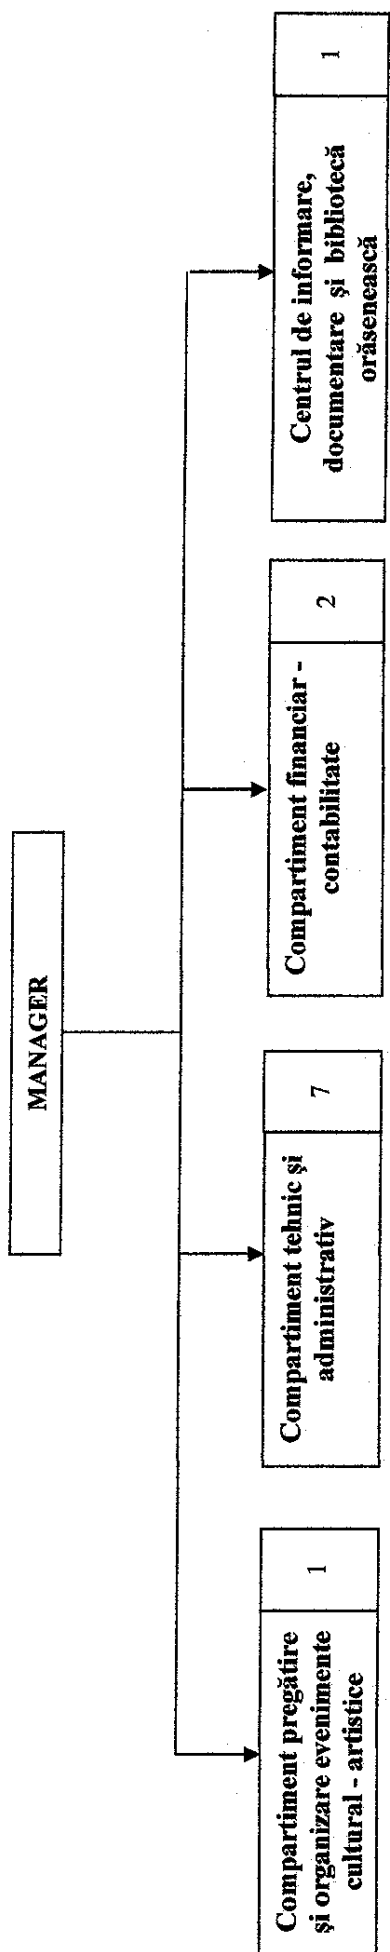 MANAGER
Compartiment pregătire
și organizare evenimente
cultural - artistice
1
Compartiment tehnic și
administrativ
7
Compartiment financiar -
contabilitate
2
Centrul de informare,
documentare și bibliotecă
orăsenească
1